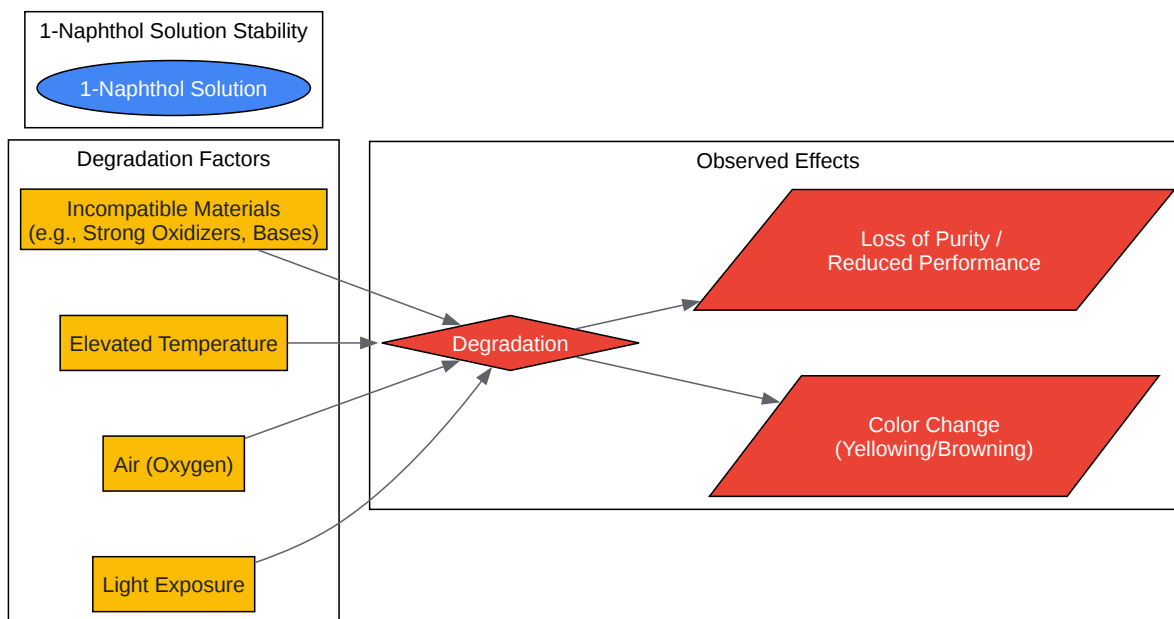 1-Naphthol Solution Stability
1-Naphthol Solution
Degradation Factors
Incompatible Materials
(e.g., Strong Oxidizers, Bases)
Elevated Temperature
Air (Oxygen)
Light Exposure
Observed Effects
Degradation
Loss of Purity /
Reduced Performance
Color Change
(Yellowing/Browning)